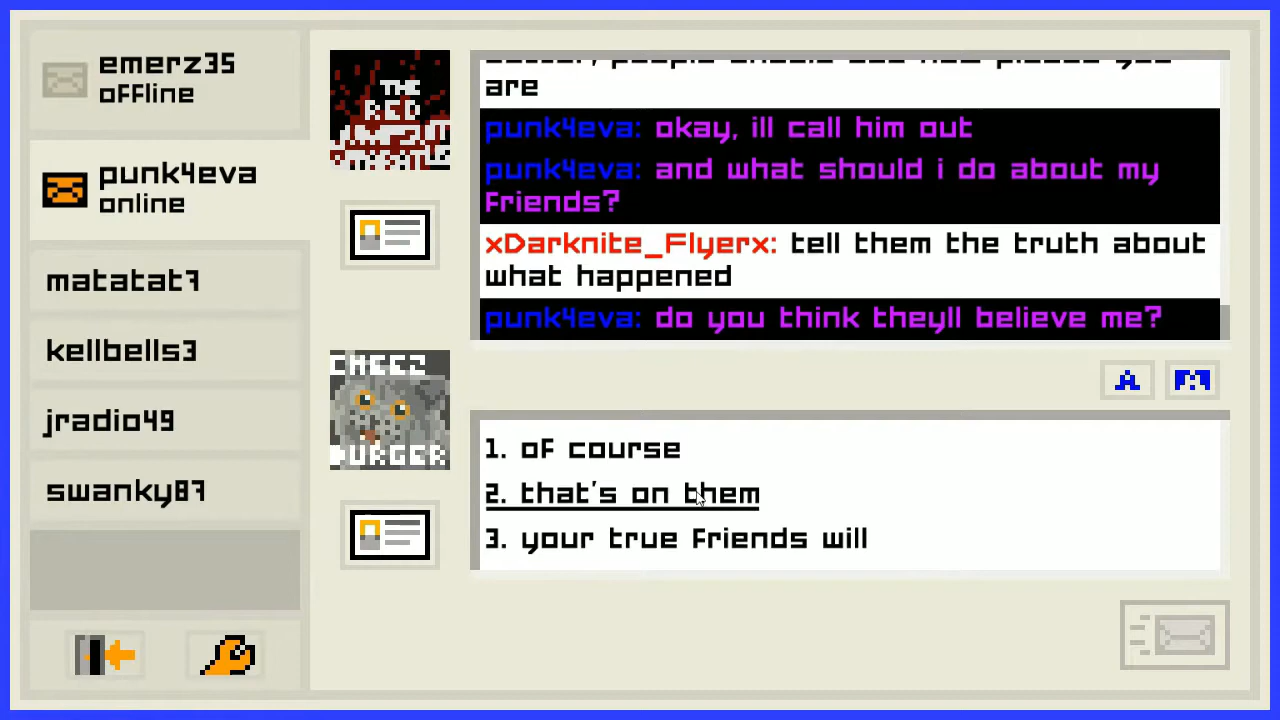 emerz35
offline
punk4eva
online
matatat7
kellbells3
jradio49
swanky87
THE
RED
are
punk4eva: okay, ill call him out
punk4eva: and what should i do about my
friends?
xDarknite_Flyerx: tell them the truth about
what happened
punk4eva: do you think theyll believe me?
A
CHEEZ
BURGER
1. of course
2. that's on them
3. your true friends will